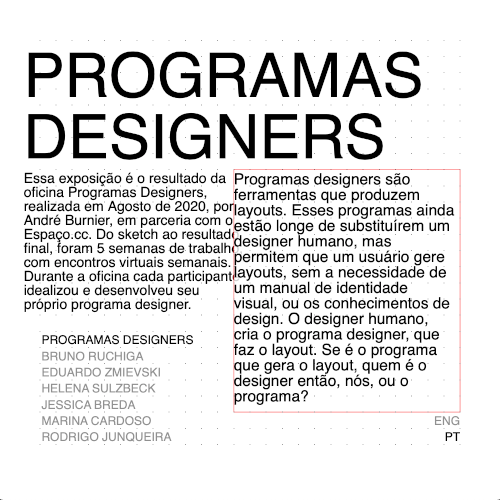 PROGRAMAS
DESIGNERS
Essa exposição é o resultado da
oficina Programas Designers,
realizada em Agosto de 2020, por
André Burnier, em parceria com o
Espaço.cc. Do sketch ao resultado
final, foram 5 semanas de trabalho
com encontros virtuais semanais.
Durante a oficina cada participant
idealizou e desenvolveu seu
próprio programa designer.
Programas designers são
ferramentas que produzem
layouts. Esses programas ainda
estão longe de substituírem um
designer humano, mas
permitem que um usuário gere
layouts, sem a necessidade de
um manual de identidade
visual, ou os conhecimentos de
design. O designer humano,
cria o programa designer, que
faz o layout. Se é o programa
que gera o layout, quem é o
designer então, nós, ou o
programa?
PROGRAMAS DESIGNERS
BRUNO RUCHIGA
EDUARDO ZMIEVSKI
HELENA SULZBECK
JESSICA BREDA
MARINA CARDOSO
RODRIGO JUNQUEIRA
ENG
PT